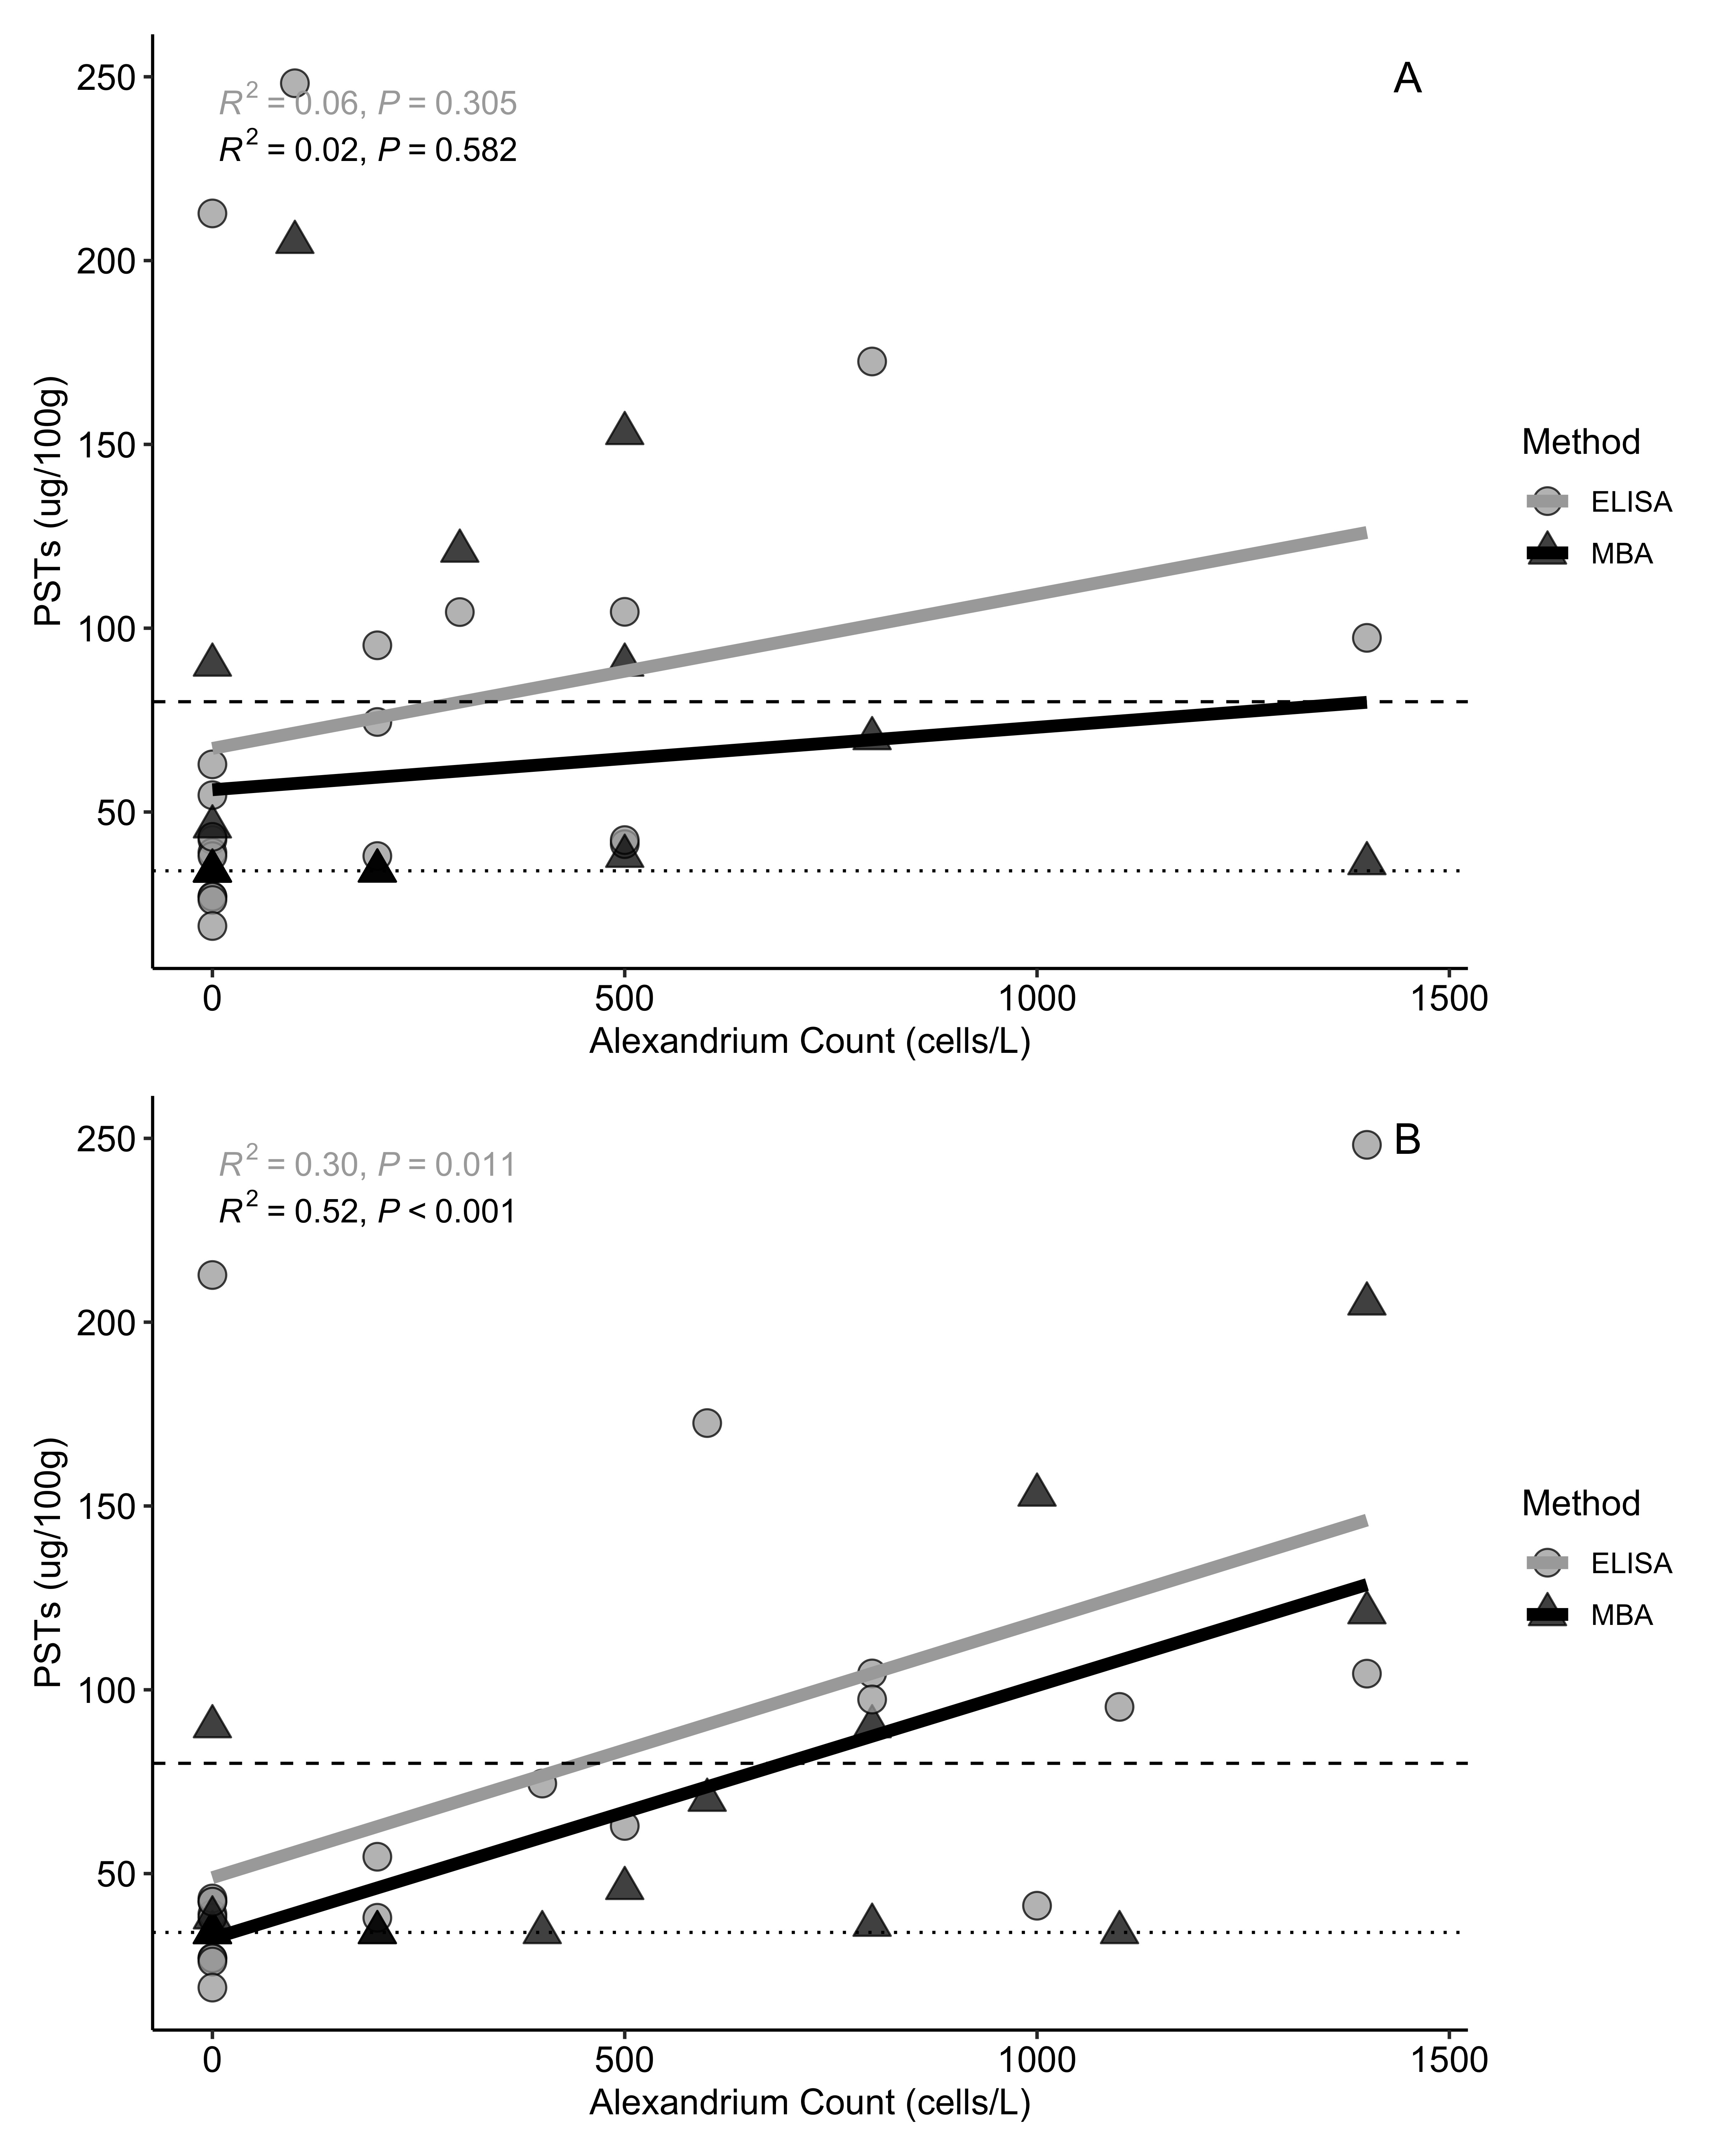 A
R² = 0.06, P = 0.305
R² = 0.02, P = 0.582
250
200
150
100
50
PSTs (ug/100g)
0 500 1000 1500
Alexandrium Count (cells/L)
Method
ELISA
MBA
B
R² = 0.30, P = 0.011
R² = 0.52, P < 0.001
250
200
150
100
50
PSTs (ug/100g)
0 500 1000 1500
Alexandrium Count (cells/L)
Method
ELISA
MBA